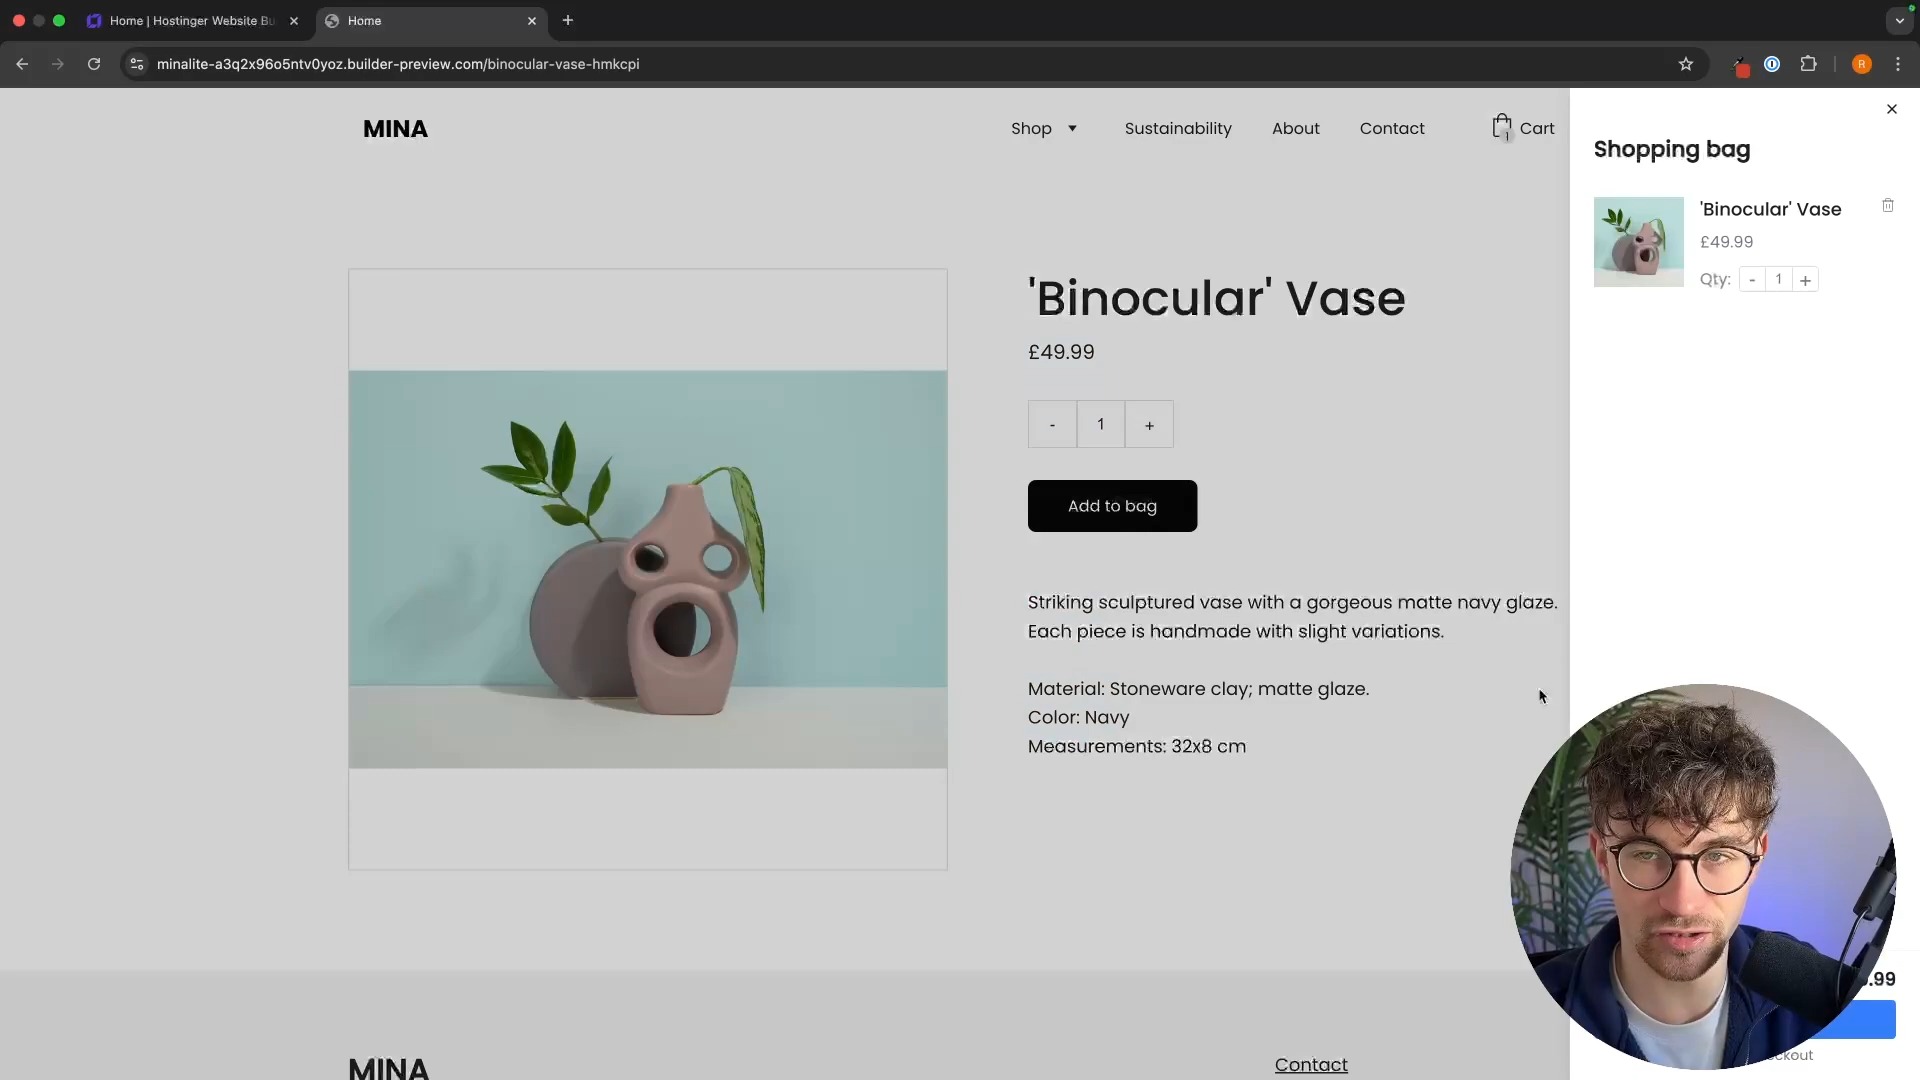 Home | Hostinger Website Bu
Home
minalite-a3q2x96o5ntv0yoz.builder-preview.com/binocular-vase-hmkcpi
R
MINA
Shop
Sustainability
About
Contact
1
Cart
Shopping bag
'Binocular' Vase
£49.99
Qty: - 1 +
'Binocular' Vase
£49.99
- 1 +
Add to bag
Striking sculptured vase with a gorgeous matte navy glaze.
Each piece is handmade with slight variations.
Material: Stoneware clay; matte glaze.
Color: Navy
Measurements: 32x8 cm
.99
ckout
MINA
Contact